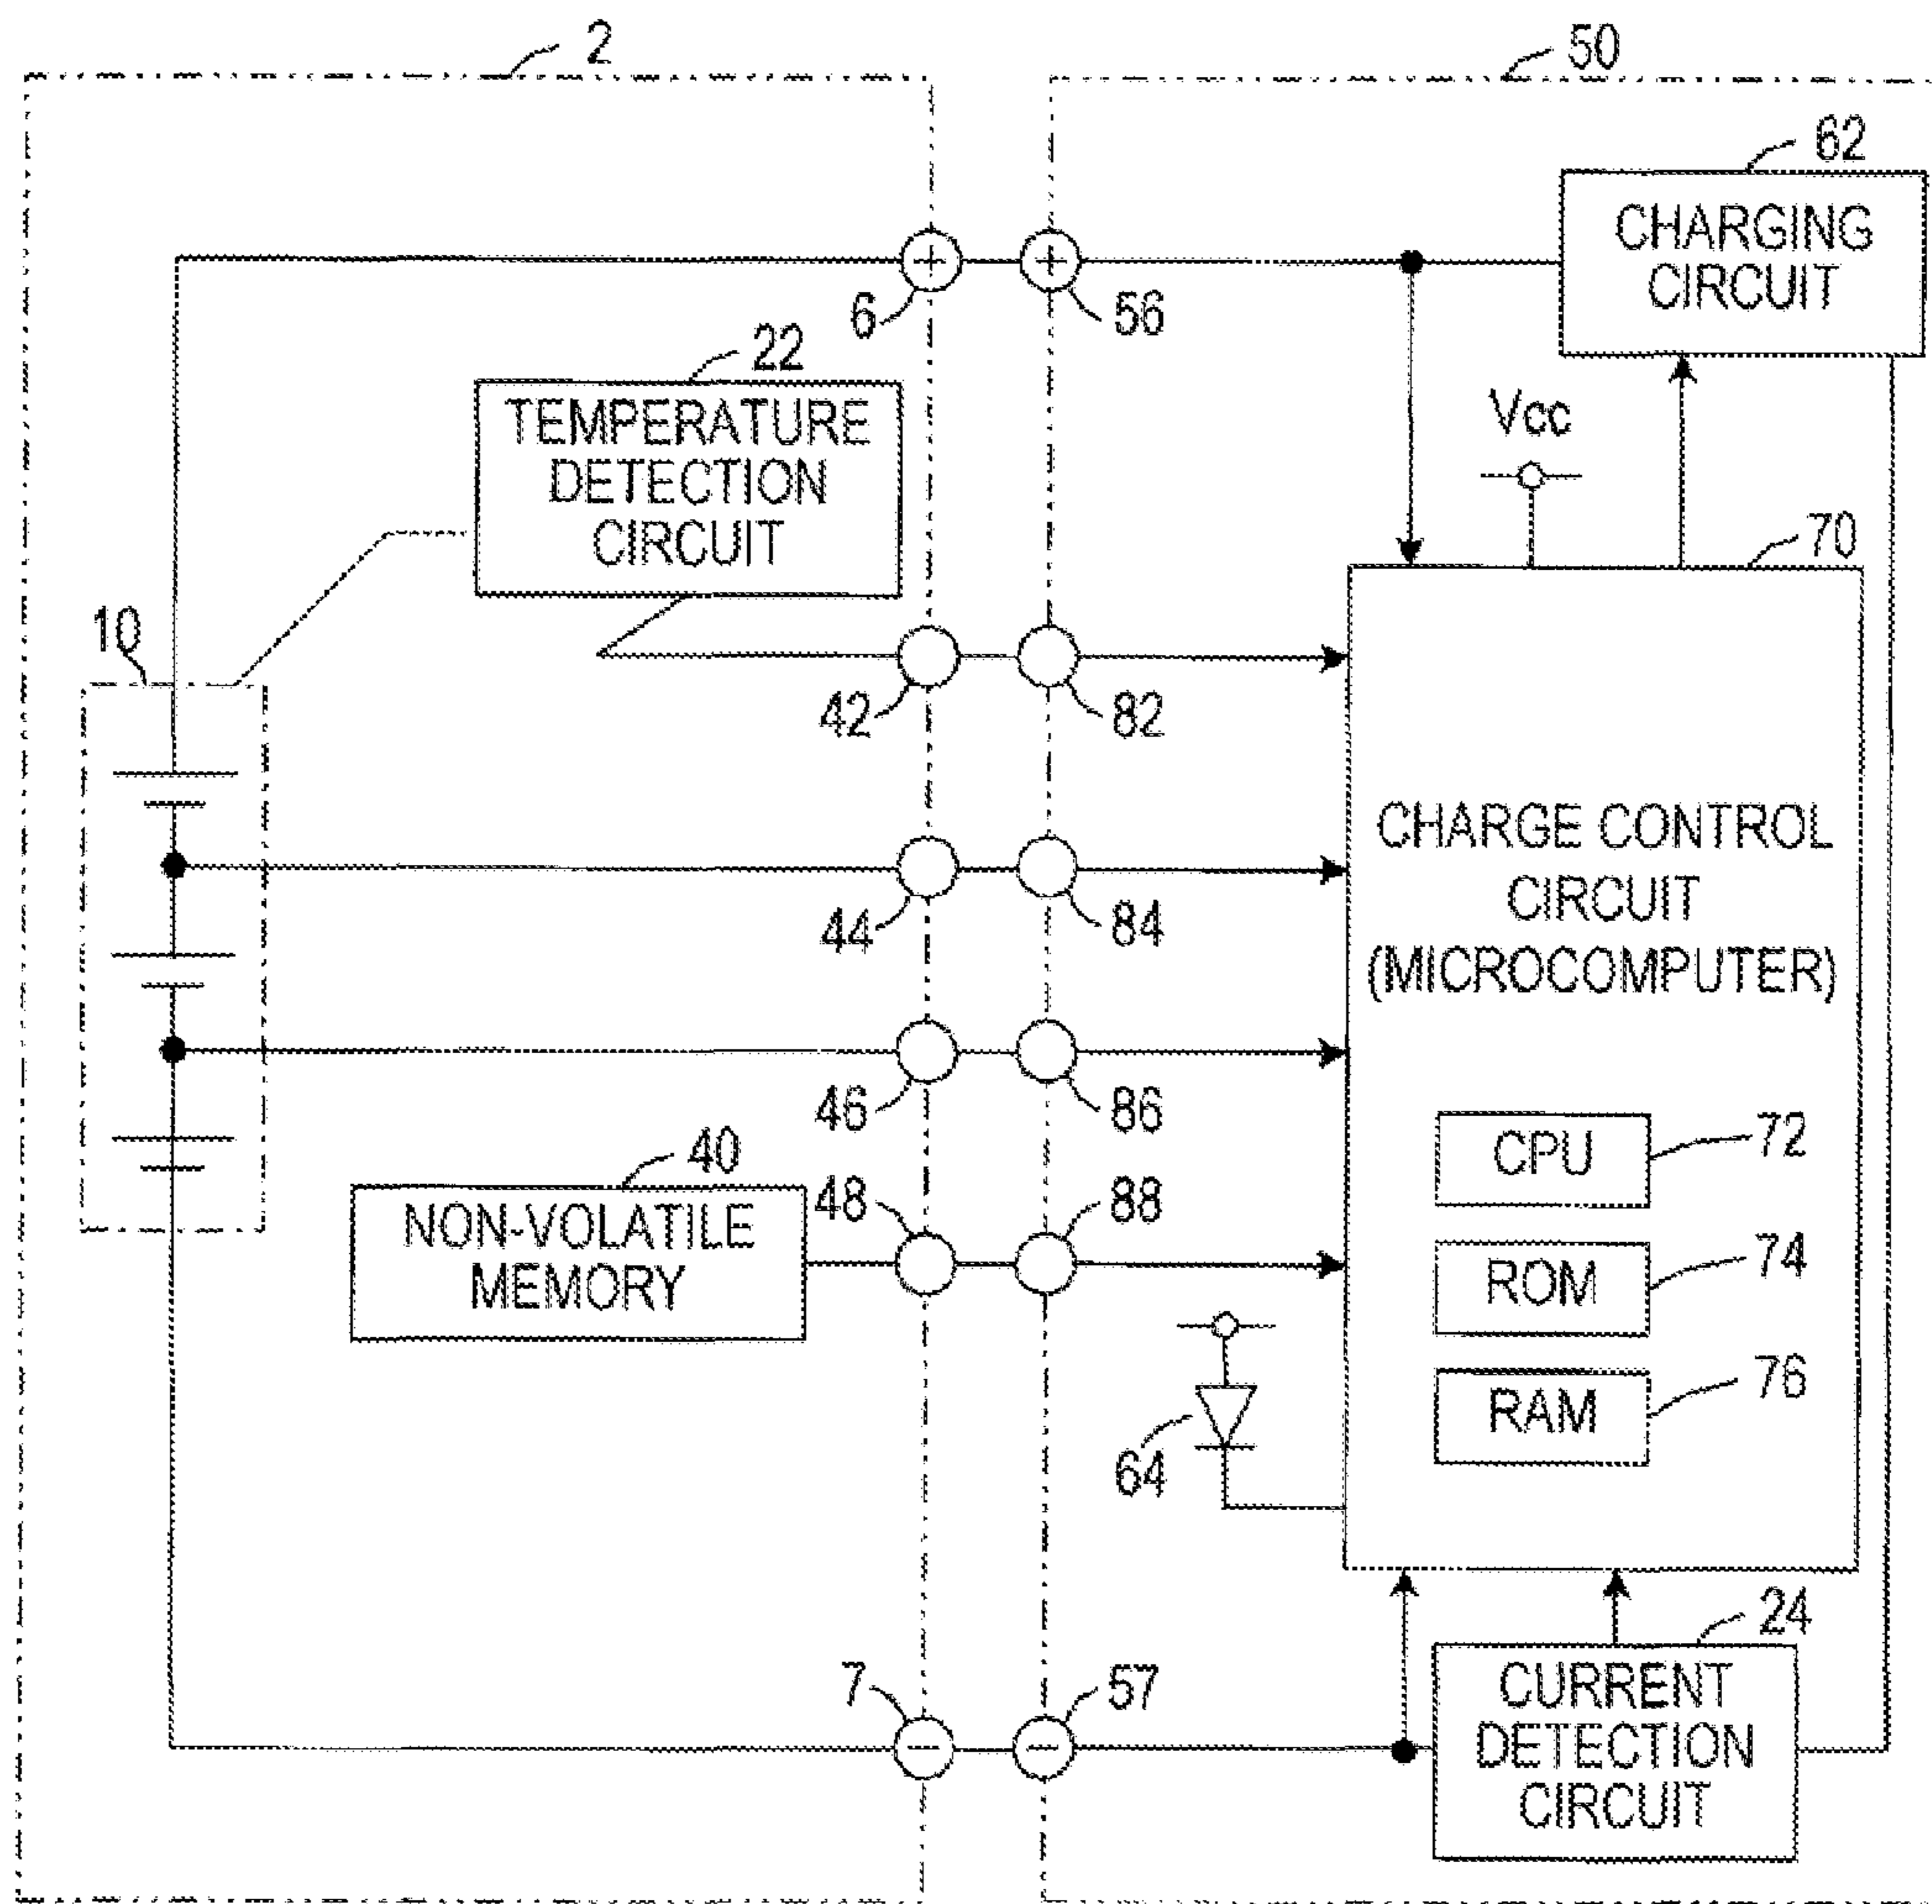 2
50
62
CHARGING
CIRCUIT
+
+
6
56
22
TEMPERATURE
DETECTION
CIRCUIT
Vcc
70
10
42
82
CHARGE CONTROL
CIRCUIT
(MICROCOMPUTER)
44
84
46
86
CPU
72
40
NON-VOLATILE
MEMORY
48
88
ROM
74
RAM
76
64
24
CURRENT
DETECTION
CIRCUIT
7
57
-
-